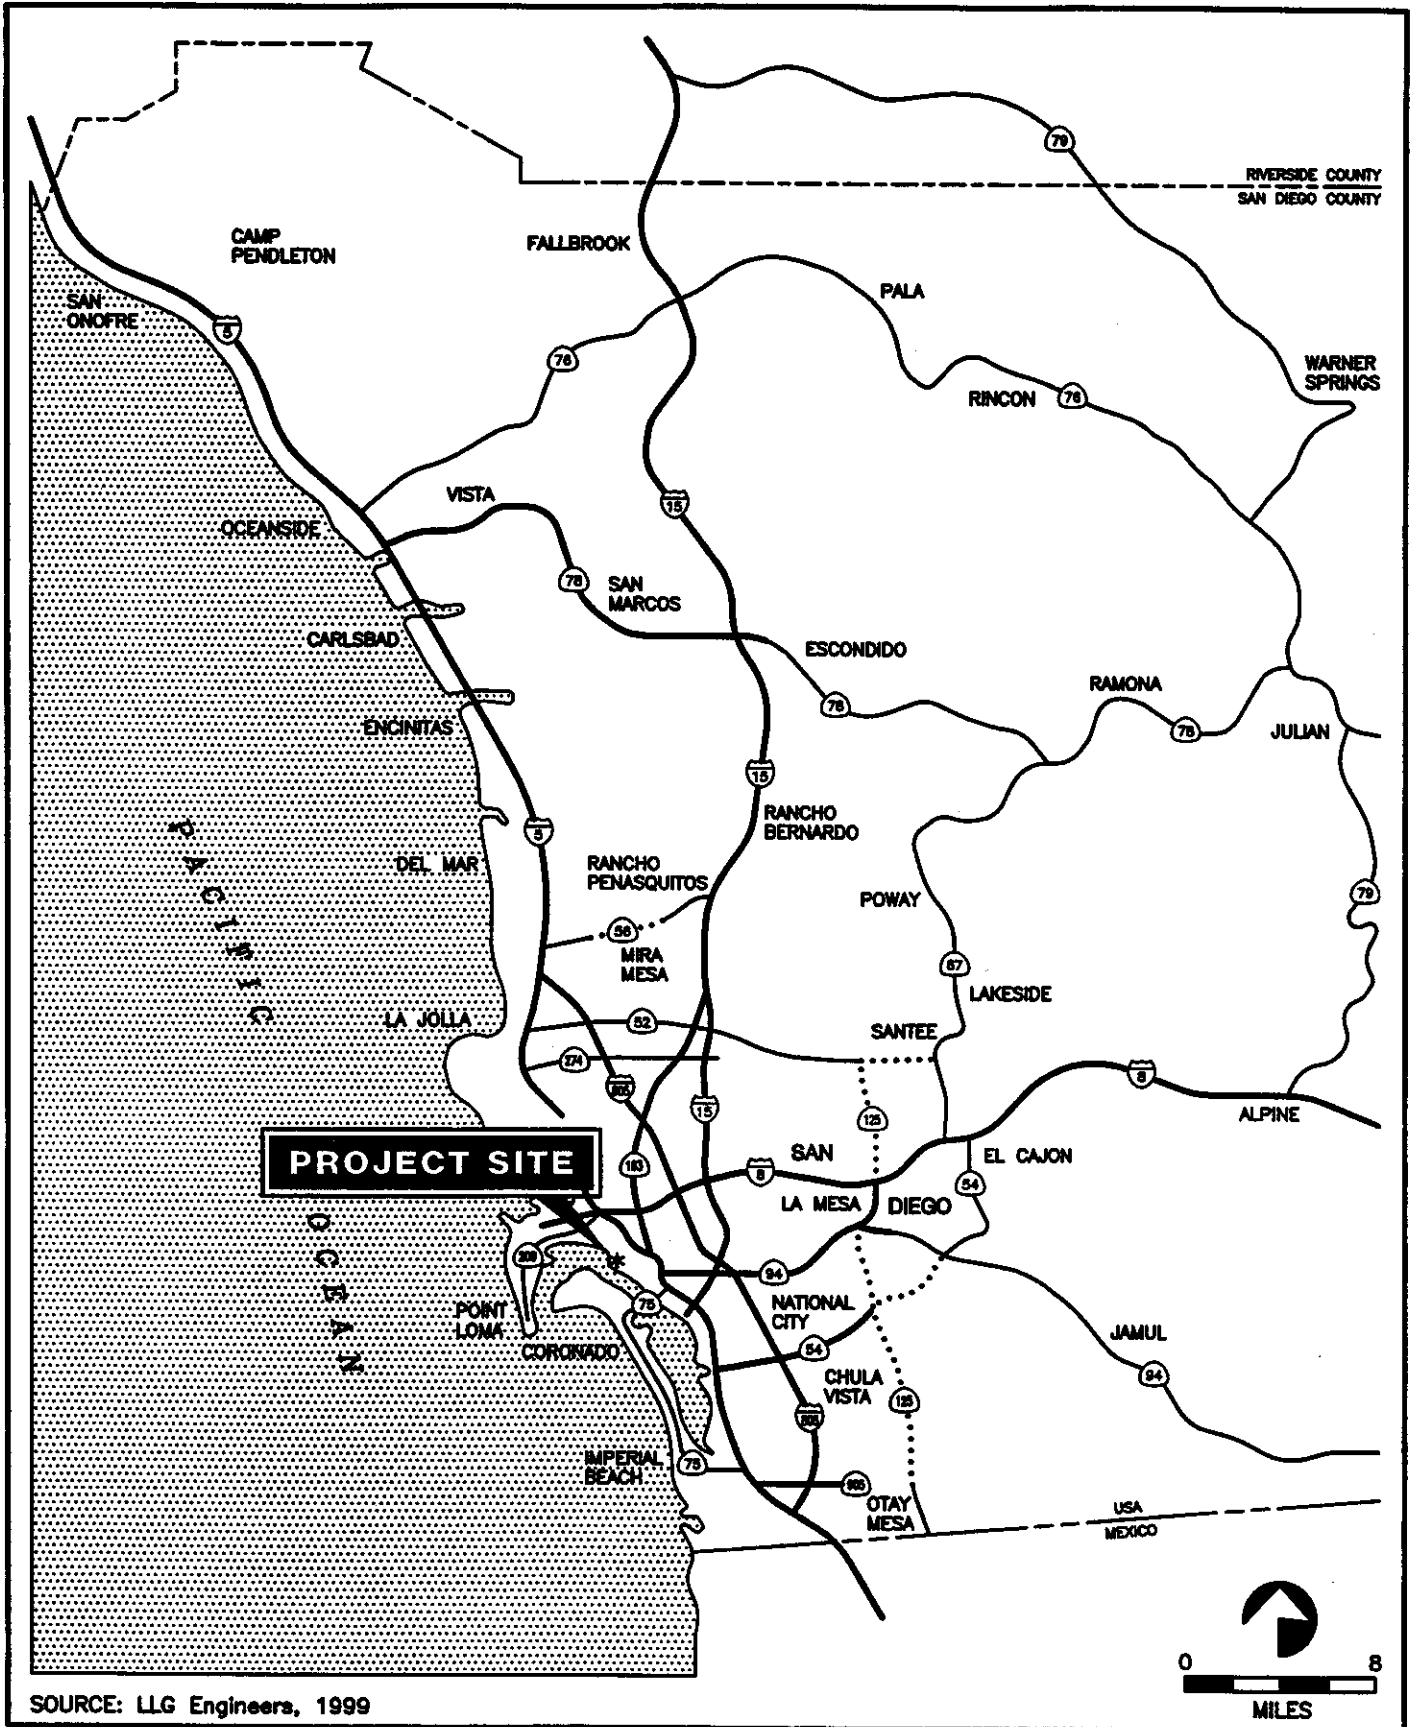 79
RIVERSIDE COUNTY
SAN DIEGO COUNTY
CAMP
PENDLETON
FALLBROOK
PALA
SAN
ONOFRE
5
76
WARNER
SPRINGS
RINCON
76
VISTA
15
OCEANSIDE
78
SAN
MARCOS
CARLSBAD
ESCONDIDO
RAMONA
78
ENCINITAS
78
JULIAN
15
RANCHO
BERNARDO
5
DEL MAR
RANCHO
PENASQUITOS
POWAY
79
56
MIRA
MESA
67
LAKESIDE
PACIFIC
LA JOLLA
52
SANTEE
274
805
8
15
125
ALPINE
PROJECT SITE
163
SAN
8
EL CAJON
LA MESA
DIEGO
54
OCEAN
209
94
POINT
LOMA
75
NATIONAL
CITY
CORONADO
54
JAMUL
94
CHULA
VISTA
125
805
IMPERIAL
BEACH
75
905
OTAY
MESA
USA
MEXICO
0 8
MILES
SOURCE: LLG Engineers, 1999